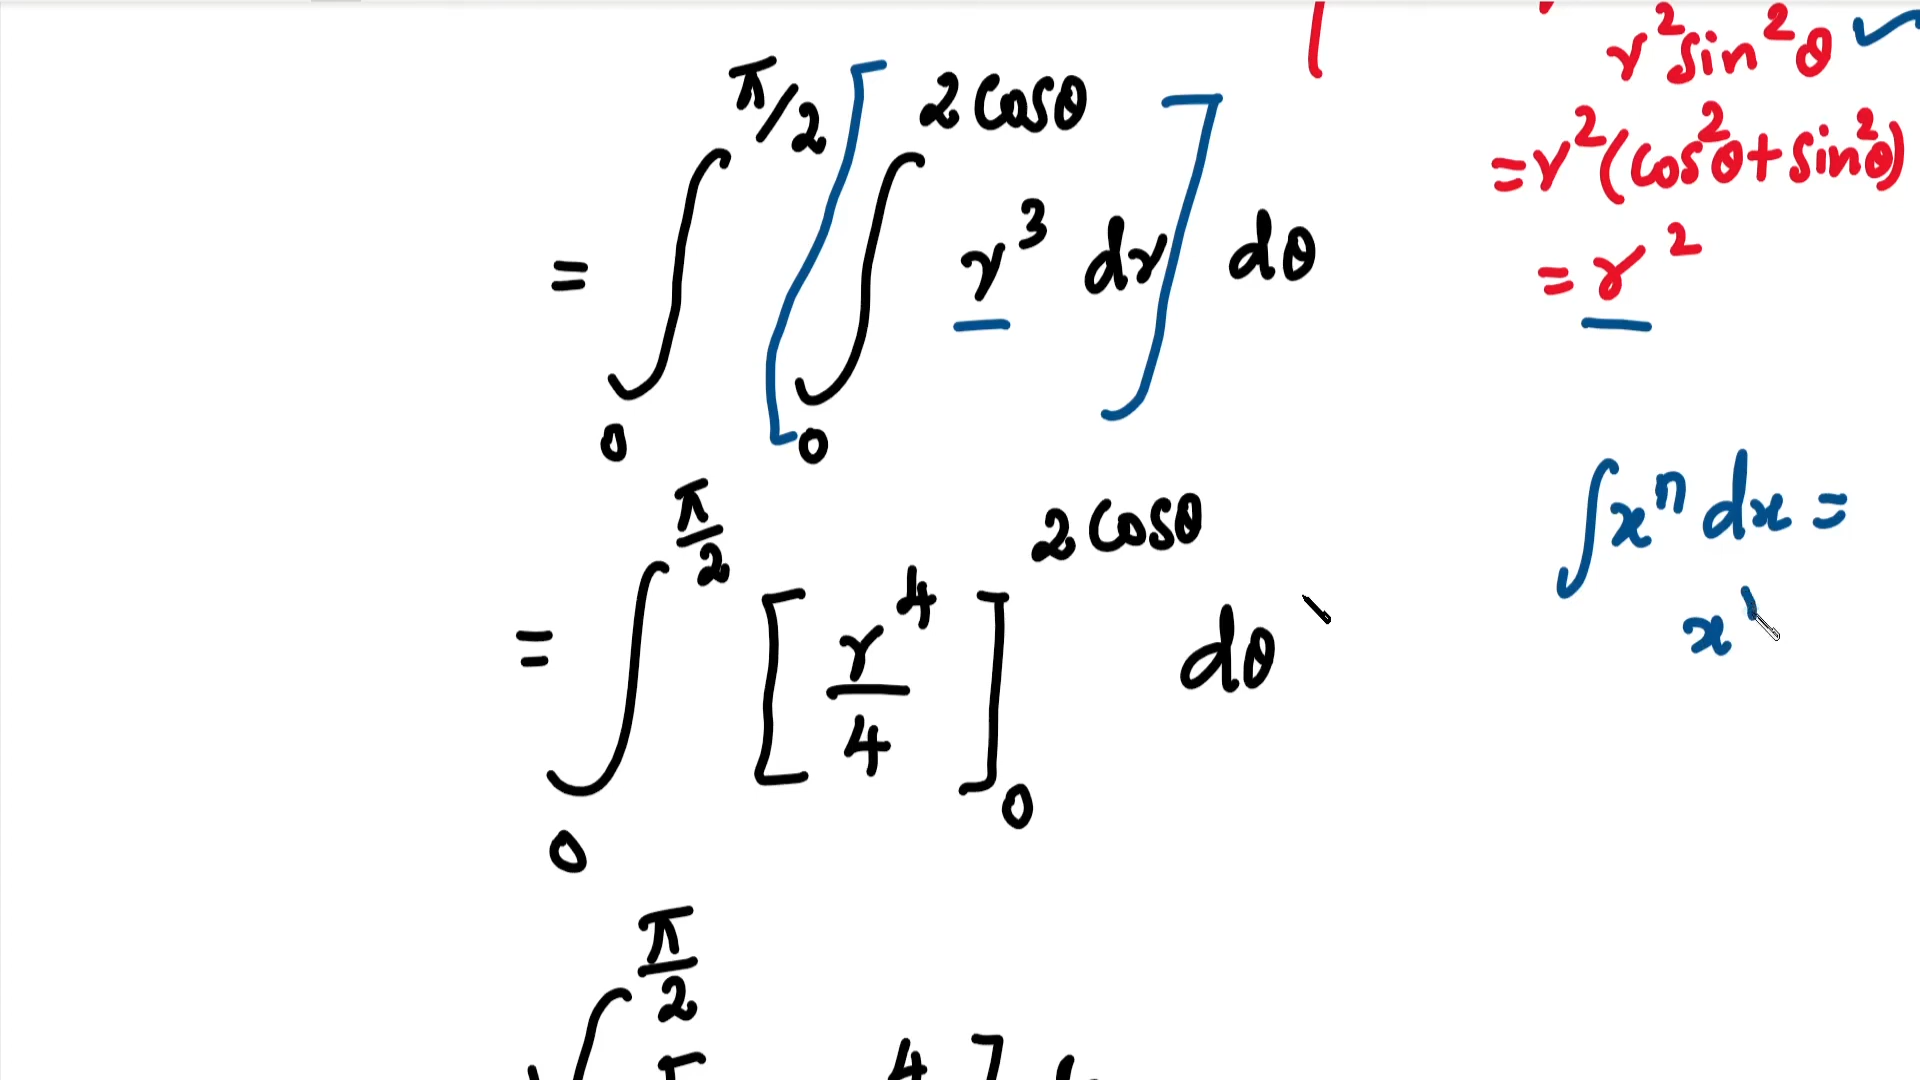 r²sin²θ
= r²(cos²θ + sin²θ)
= r²
= ∫₀^{π/2} [ ∫₀^{2cosθ} r³ dr ] dθ
∫xⁿ dx =
x
= ∫₀^{π/2} [ r⁴/4 ]₀^{2cosθ} dθ
π/2
∫
4 ]